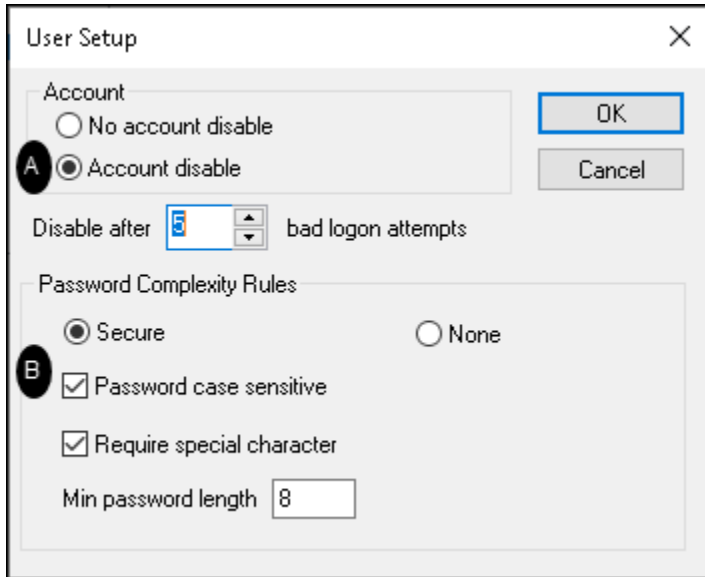 User Setup
Account
No account disable
OK
A
Account disable
Cancel
Disable after 5 bad logon attempts
Password Complexity Rules
Secure
None
B
Password case sensitive
Require special character
Min password length 8